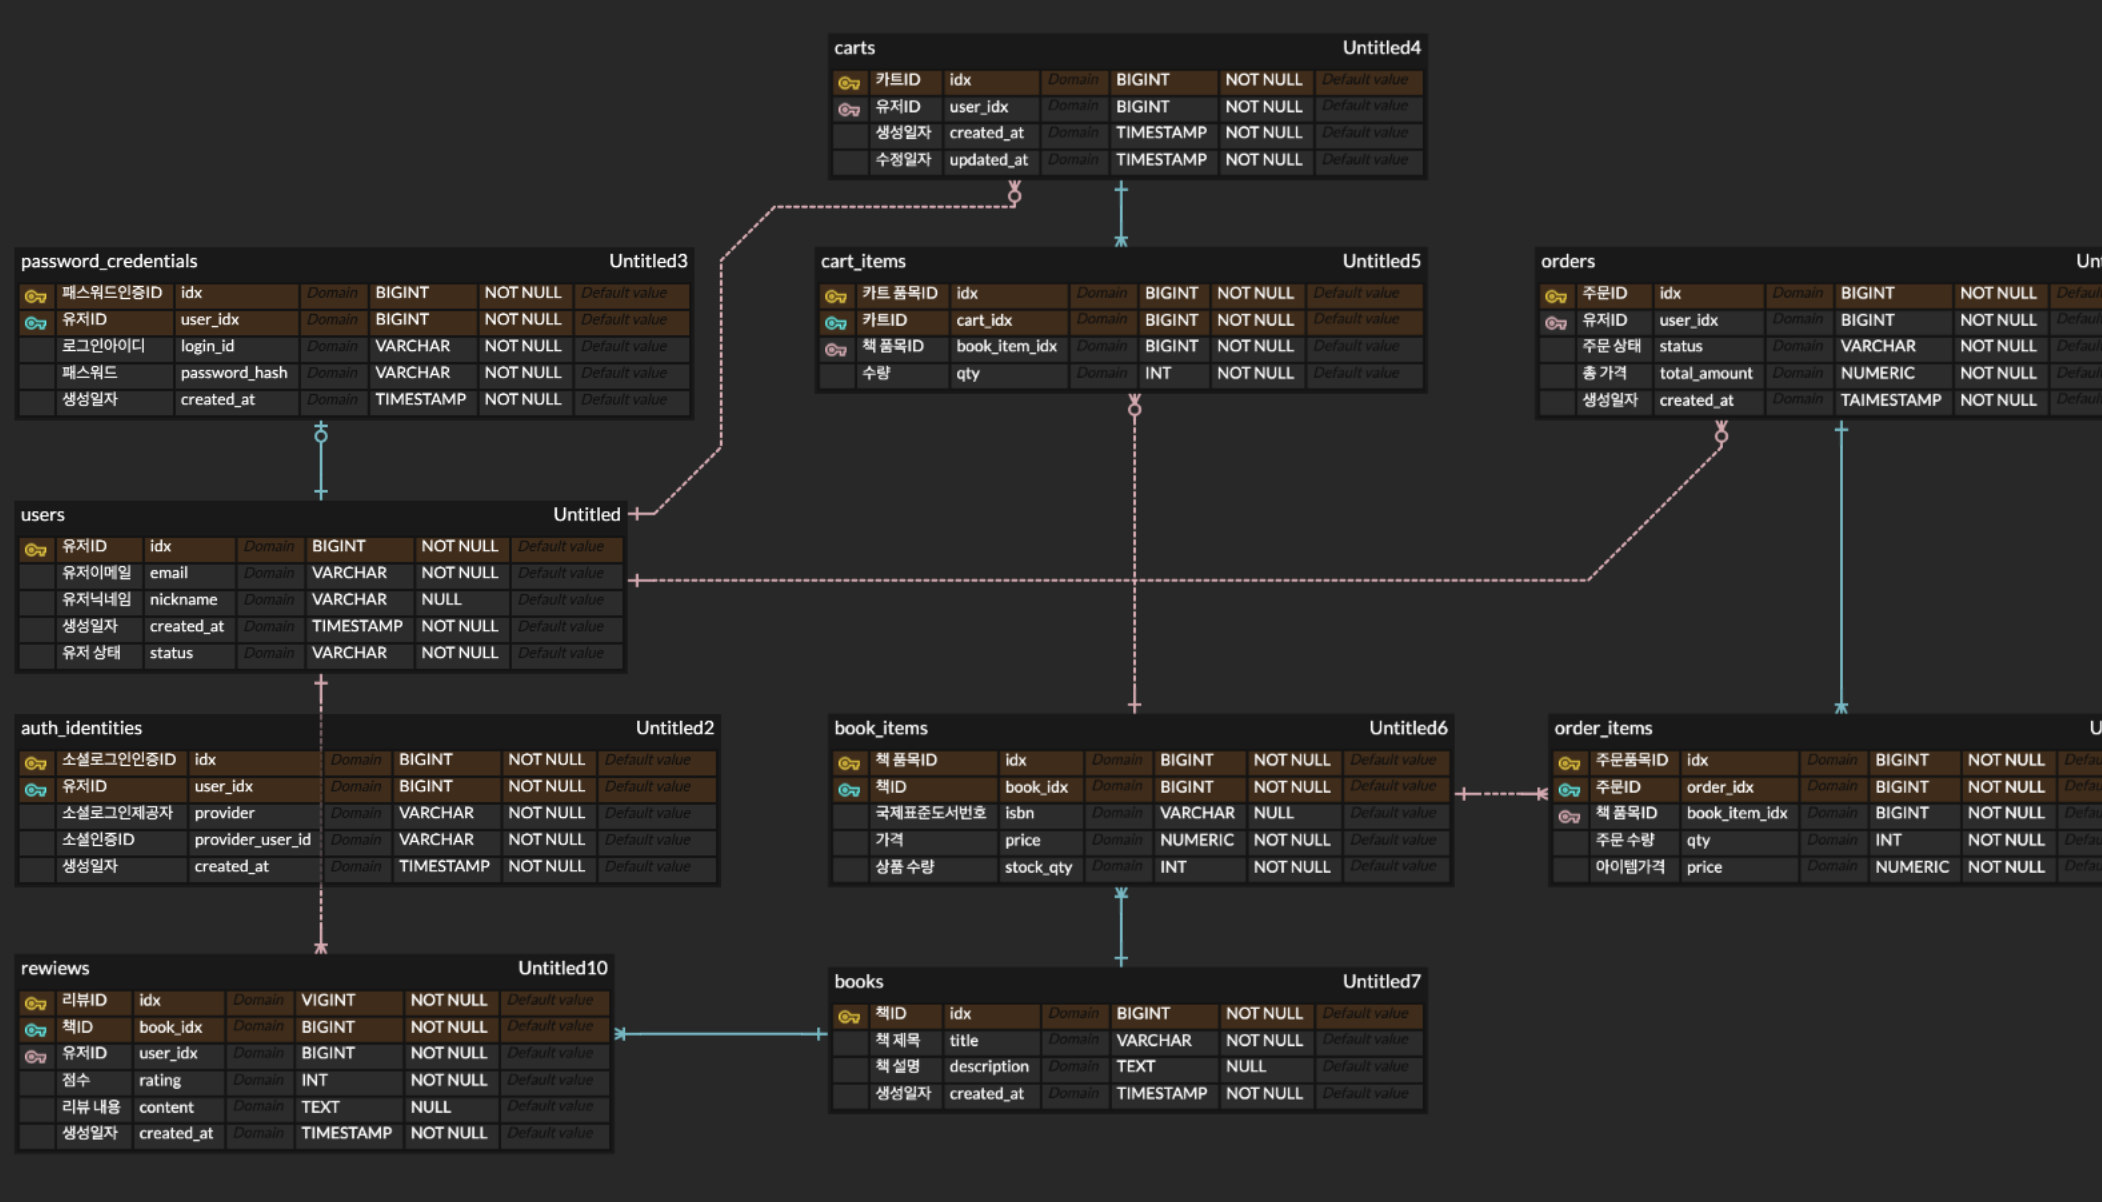 carts Untitled4
카트ID idx Domain BIGINT NOT NULL Default value
유저ID user_idx Domain BIGINT NOT NULL Default value
생성일자 created_at Domain TIMESTAMP NOT NULL Default value
수정일자 updated_at Domain TIMESTAMP NOT NULL Default value
password_credentials Untitled3
패스워드인증ID idx Domain BIGINT NOT NULL Default value
유저ID user_idx Domain BIGINT NOT NULL Default value
로그인아이디 login_id Domain VARCHAR NOT NULL Default value
패스워드 password_hash Domain VARCHAR NOT NULL Default value
생성일자 created_at Domain TIMESTAMP NOT NULL Default value
cart_items Untitled5
카트 품목ID idx Domain BIGINT NOT NULL Default value
카트ID cart_idx Domain BIGINT NOT NULL Default value
책 품목ID book_item_idx Domain BIGINT NOT NULL Default value
수량 qty Domain INT NOT NULL Default value
orders Unt
주문ID idx Domain BIGINT NOT NULL Defaul
유저ID user_idx Domain BIGINT NOT NULL Defaul
주문 상태 status Domain VARCHAR NOT NULL Defaul
총 가격 total_amount Domain NUMERIC NOT NULL Defaul
생성일자 created_at Domain TAIMESTAMP NOT NULL Defaul
users Untitled
유저ID idx Domain BIGINT NOT NULL Default value
유저이메일 email Domain VARCHAR NOT NULL Default value
유저닉네임 nickname Domain VARCHAR NULL Default value
생성일자 created_at Domain TIMESTAMP NOT NULL Default value
유저 상태 status Domain VARCHAR NOT NULL Default value
auth_identities Untitled2
소셜로그인인증ID idx Domain BIGINT NOT NULL Default value
유저ID user_idx Domain BIGINT NOT NULL Default value
소셜로그인제공자 provider Domain VARCHAR NOT NULL Default value
소셜인증ID provider_user_id Domain VARCHAR NOT NULL Default value
생성일자 created_at Domain TIMESTAMP NOT NULL Default value
book_items Untitled6
책 품목ID idx Domain BIGINT NOT NULL Default value
책ID book_idx Domain BIGINT NOT NULL Default value
국제표준도서번호 isbn Domain VARCHAR NULL Default value
가격 price Domain NUMERIC NOT NULL Default value
상품 수량 stock_qty Domain INT NOT NULL Default value
order_items U
주문품목ID idx Domain BIGINT NOT NULL Defau
주문ID order_idx Domain BIGINT NOT NULL Defau
책 품목ID book_item_idx Domain BIGINT NOT NULL Defau
주문 수량 qty Domain INT NOT NULL Defau
아이템가격 price Domain NUMERIC NOT NULL Defau
rewiews Untitled10
리뷰ID idx Domain VIGINT NOT NULL Default value
책ID book_idx Domain BIGINT NOT NULL Default value
유저ID user_idx Domain BIGINT NOT NULL Default value
점수 rating Domain INT NOT NULL Default value
리뷰 내용 content Domain TEXT NULL Default value
생성일자 created_at Domain TIMESTAMP NOT NULL Default value
books Untitled7
책ID idx Domain BIGINT NOT NULL Default value
책 제목 title Domain VARCHAR NOT NULL Default value
책 설명 description Domain TEXT NULL Default value
생성일자 created_at Domain TIMESTAMP NOT NULL Default value